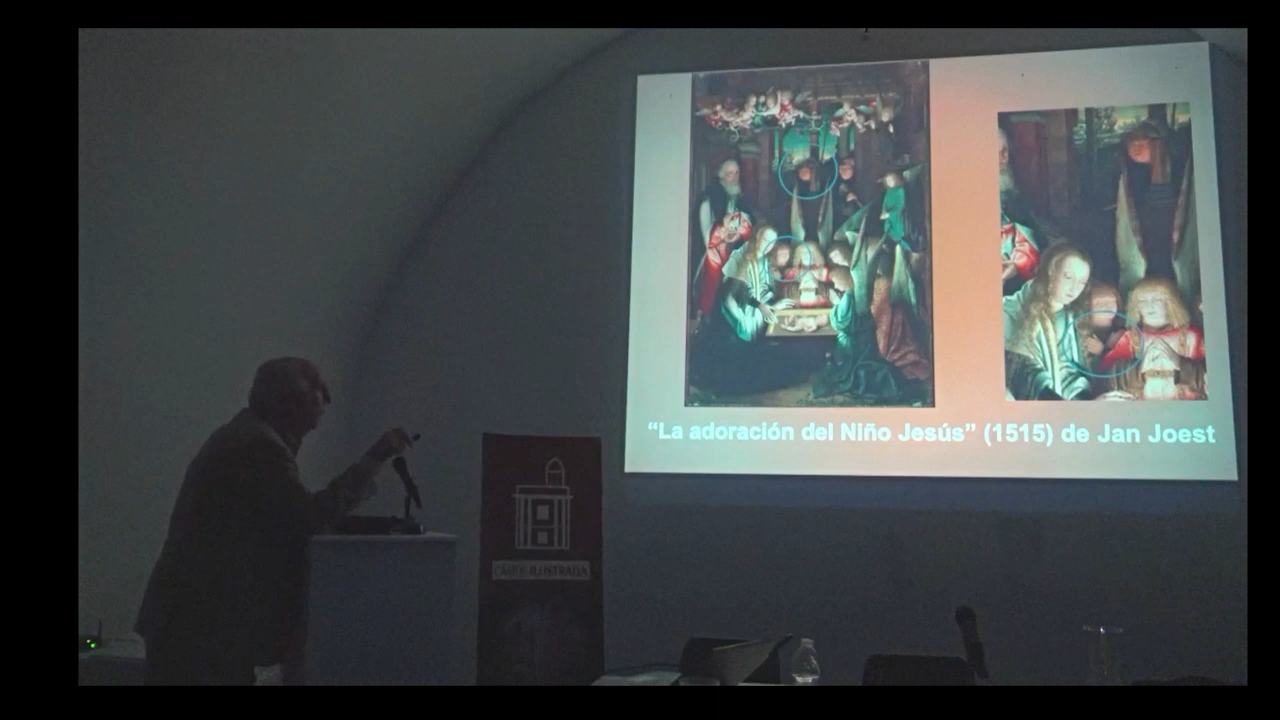 “La adoración del Niño Jesús” (1515) de Jan Joest
CÁDIZ ILUSTRADA